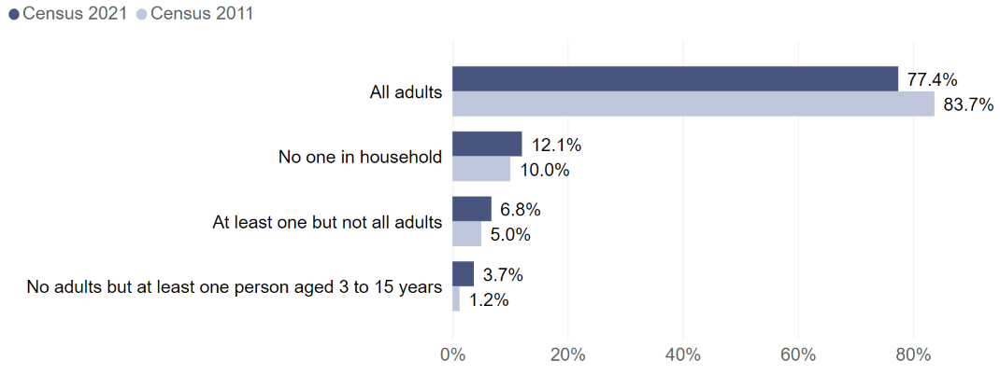 Census 2021 Census 2011
All adults 77.4%
83.7%
No one in household 12.1%
10.0%
At least one but not all adults 6.8%
5.0%
No adults but at least one person aged 3 to 15 years 3.7%
1.2%
0% 20% 40% 60% 80%